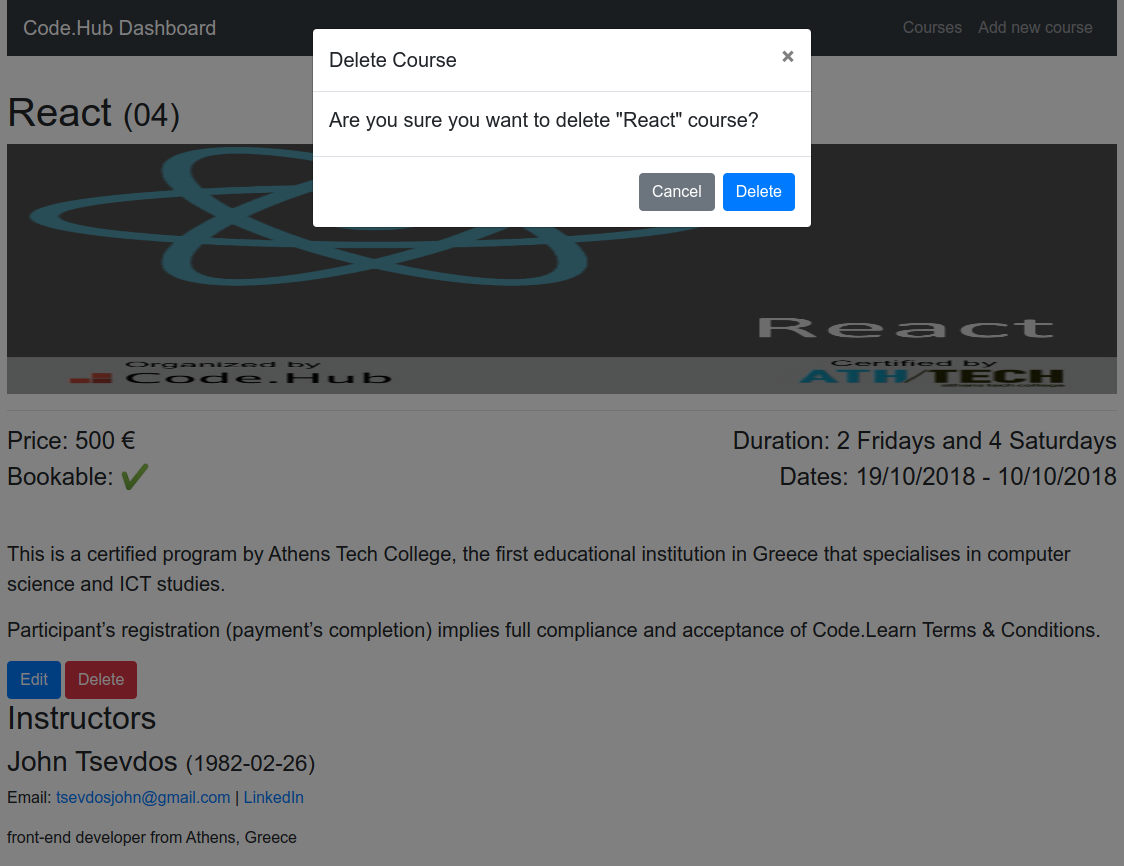 Code.Hub Dashboard
Courses Add new course
Delete Course ×
Are you sure you want to delete "React" course?
Cancel Delete
React (04)
React
Organized by
Code.Hub
Certified by
ATH/TECH
athens tech college
Price: 500 €
Duration: 2 Fridays and 4 Saturdays
Bookable: ✔
Dates: 19/10/2018 - 10/10/2018
This is a certified program by Athens Tech College, the first educational institution in Greece that specialises in computer
science and ICT studies.
Participant’s registration (payment’s completion) implies full compliance and acceptance of Code.Learn Terms & Conditions.
Edit Delete
Instructors
John Tsevdos (1982-02-26)
Email: tsevdosjohn@gmail.com | LinkedIn
front-end developer from Athens, Greece